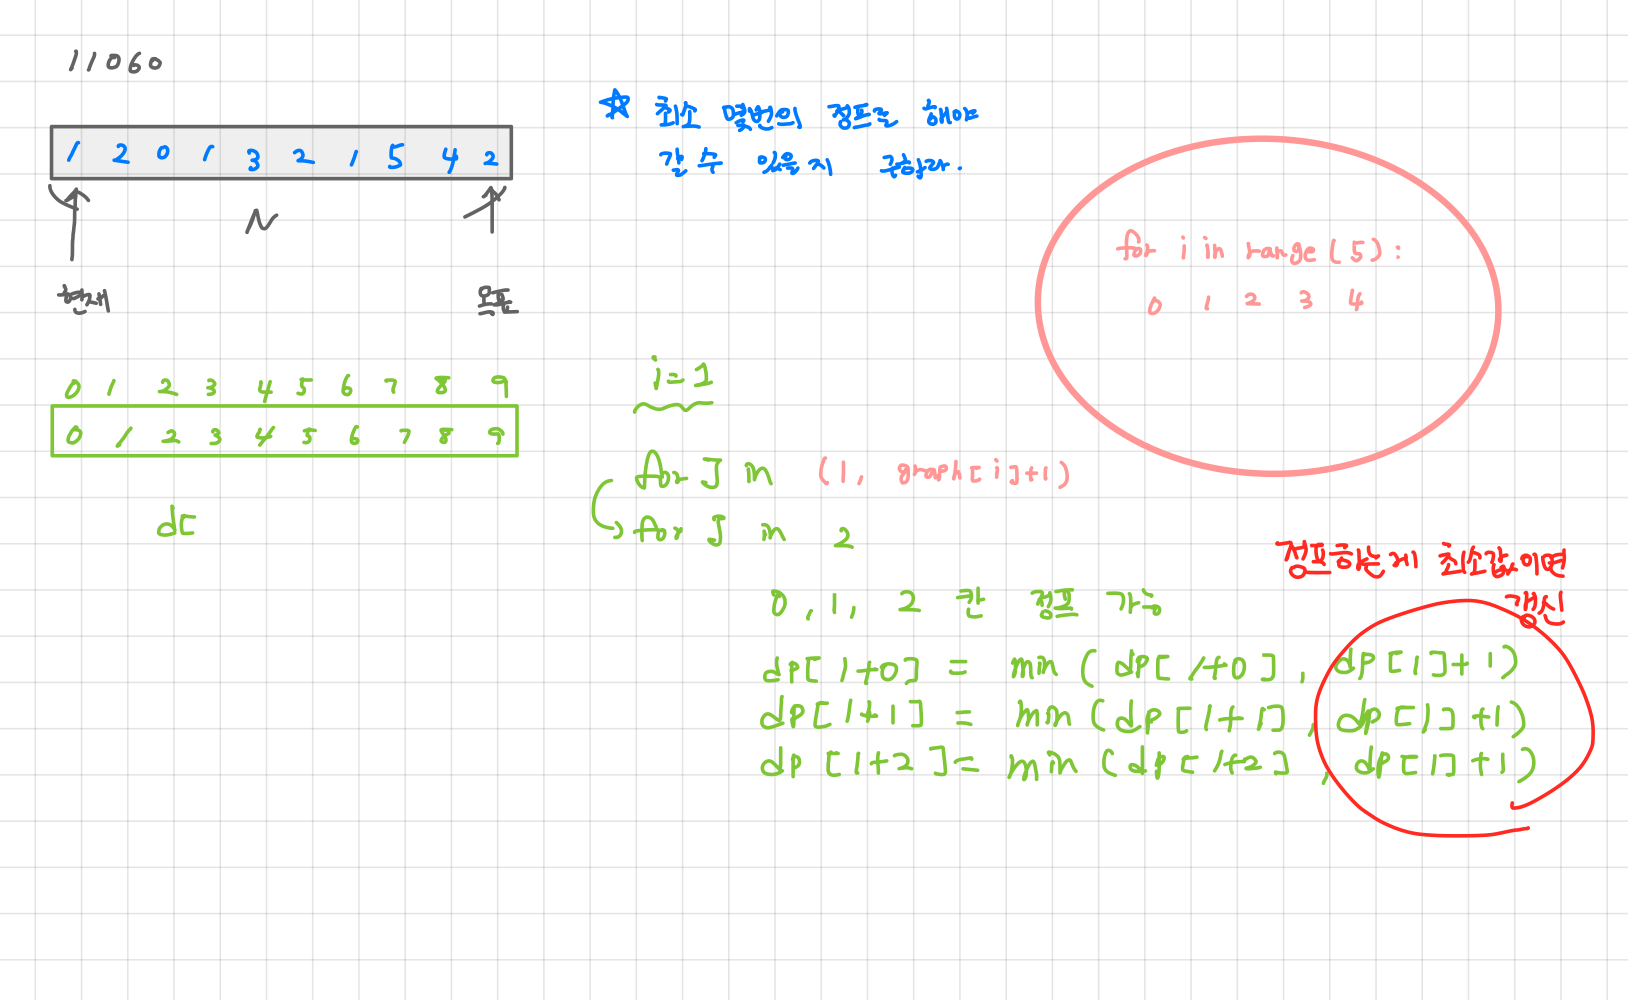 11060
☆ 최소 몇번의 점프를 해야
갈 수 있을지 구하라.
1 2 0 1 3 2 1 5 4 2
N
현재
목표
for i in range (5) :
0 1 2 3 4
0 1 2 3 4 5 6 7 8 9
0 1 2 3 4 5 6 7 8 9
d[
i=1
for J in (1, graph[i]+1)
for J in 2
0, 1, 2 칸 점프 가능
점프하는게 최소값이면
갱신
dp[1+0] = min (dp[1+0], dp[1]+1)
dp[1+1] = min (dp[1+1], dp[1]+1)
dp[1+2] = min (dp[1+2], dp[1]+1)